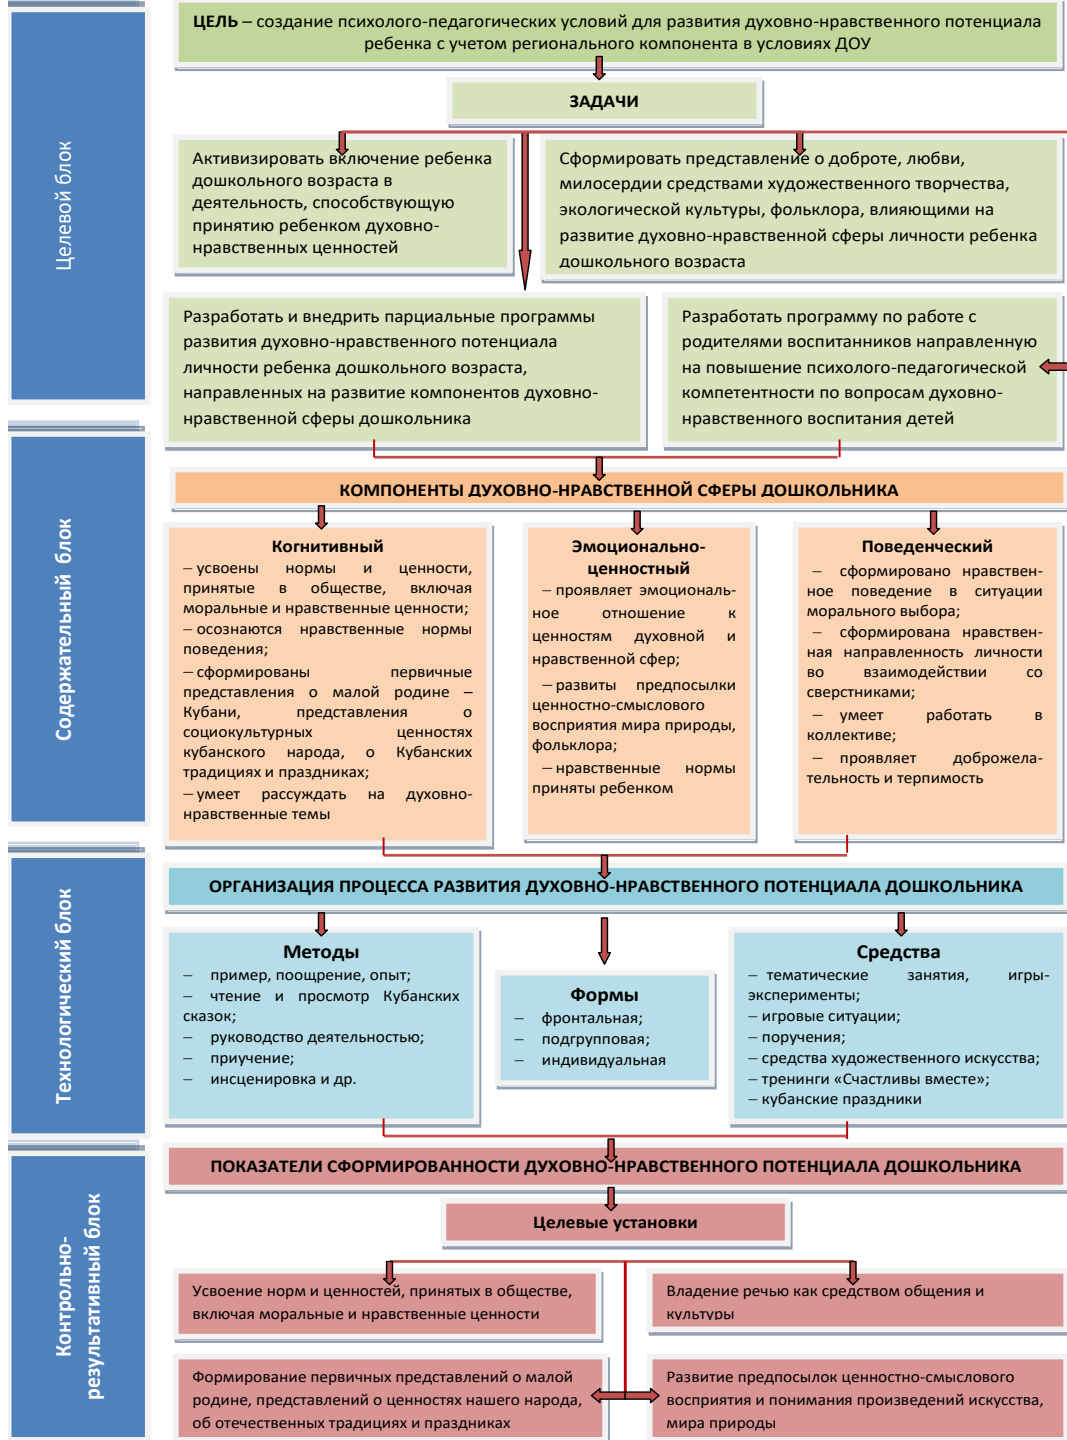 Целевой блок
ЦЕЛЬ – создание психолого-педагогических условий для развития духовно-нравственного потенциала
ребенка с учетом регионального компонента в условиях ДОУ
ЗАДАЧИ
Активизировать включение ребенка
дошкольного возраста в
деятельность, способствующую
принятию ребенком духовно-
нравственных ценностей
Сформировать представление о доброте, любви,
милосердии средствами художественного творчества,
экологической культуры, фольклора, влияющими на
развитие духовно-нравственной сферы личности ребенка
дошкольного возраста
Разработать и внедрить парциальные программы
развития духовно-нравственного потенциала
личности ребенка дошкольного возраста,
направленных на развитие компонентов духовно-
нравственной сферы дошкольника
Разработать программу по работе с
родителями воспитанников направленную
на повышение психолого-педагогической
компетентности по вопросам духовно-
нравственного воспитания детей
Содержательный блок
КОМПОНЕНТЫ ДУХОВНО-НРАВСТВЕННОЙ СФЕРЫ ДОШКОЛЬНИКА
Когнитивный
– усвоены нормы и ценности,
принятые в обществе, включая
моральные и нравственные ценности;
– осознаются нравственные нормы
поведения;
– сформированы первичные
представления о малой родине –
Кубани, представления о
социокультурных ценностях
кубанского народа, о Кубанских
традициях и праздниках;
– умеет рассуждать на духовно-
нравственные темы
Эмоционально-
ценностный
– проявляет эмоциональ-
ное отношение к
ценностям духовной и
нравственной сфер;
– развиты предпосылки
ценностно-смыслового
восприятия мира природы,
фольклора;
– нравственные нормы
приняты ребенком
Поведенческий
– сформировано нравствен-
ное поведение в ситуации
морального выбора;
– сформирована нравствен-
ная направленность личности
во взаимодействии со
сверстниками;
– умеет работать в
коллективе;
– проявляет доброжела-
тельность и терпимость
Технологический блок
ОРГАНИЗАЦИЯ ПРОЦЕССА РАЗВИТИЯ ДУХОВНО-НРАВСТВЕННОГО ПОТЕНЦИАЛА ДОШКОЛЬНИКА
Методы
– пример, поощрение, опыт;
– чтение и просмотр Кубанских
сказок;
– руководство деятельностью;
– приучение;
– инсценировка и др.
Формы
– фронтальная;
– подгрупповая;
– индивидуальная
Средства
– тематические занятия, игры-
эксперименты;
– игровые ситуации;
– поручения;
– средства художественного искусства;
– тренинги «Счастливы вместе»;
– кубанские праздники
Контрольно-
результативный блок
ПОКАЗАТЕЛИ СФОРМИРОВАННОСТИ ДУХОВНО-НРАВСТВЕННОГО ПОТЕНЦИАЛА ДОШКОЛЬНИКА
Целевые установки
Усвоение норм и ценностей, принятых в обществе,
включая моральные и нравственные ценности
Владение речью как средством общения и
культуры
Формирование первичных представлений о малой
родине, представлений о ценностях нашего народа,
об отечественных традициях и праздниках
Развитие предпосылок ценностно-смыслового
восприятия и понимания произведений искусства,
мира природы